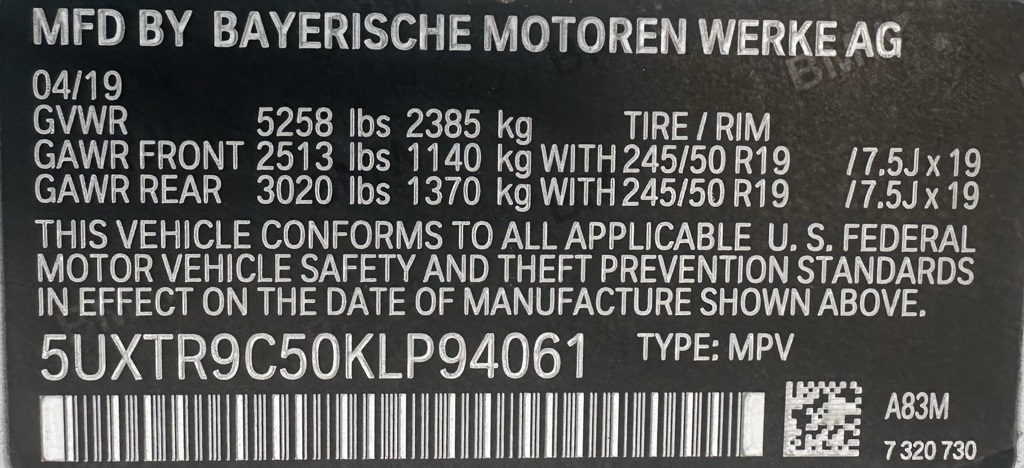 MFD BY BAYERISCHE MOTOREN WERKE AG
04/19
GVWR 5258 lbs 2385 kg TIRE / RIM
GAWR FRONT 2513 lbs 1140 kg WITH 245/50 R19 /7.5J x 19
GAWR REAR 3020 lbs 1370 kg WITH 245/50 R19 /7.5J x 19
THIS VEHICLE CONFORMS TO ALL APPLICABLE U. S. FEDERAL
MOTOR VEHICLE SAFETY AND THEFT PREVENTION STANDARDS
IN EFFECT ON THE DATE OF MANUFACTURE SHOWN ABOVE.
5UXTR9C50KLP94061 TYPE: MPV
A83M
7 320 730